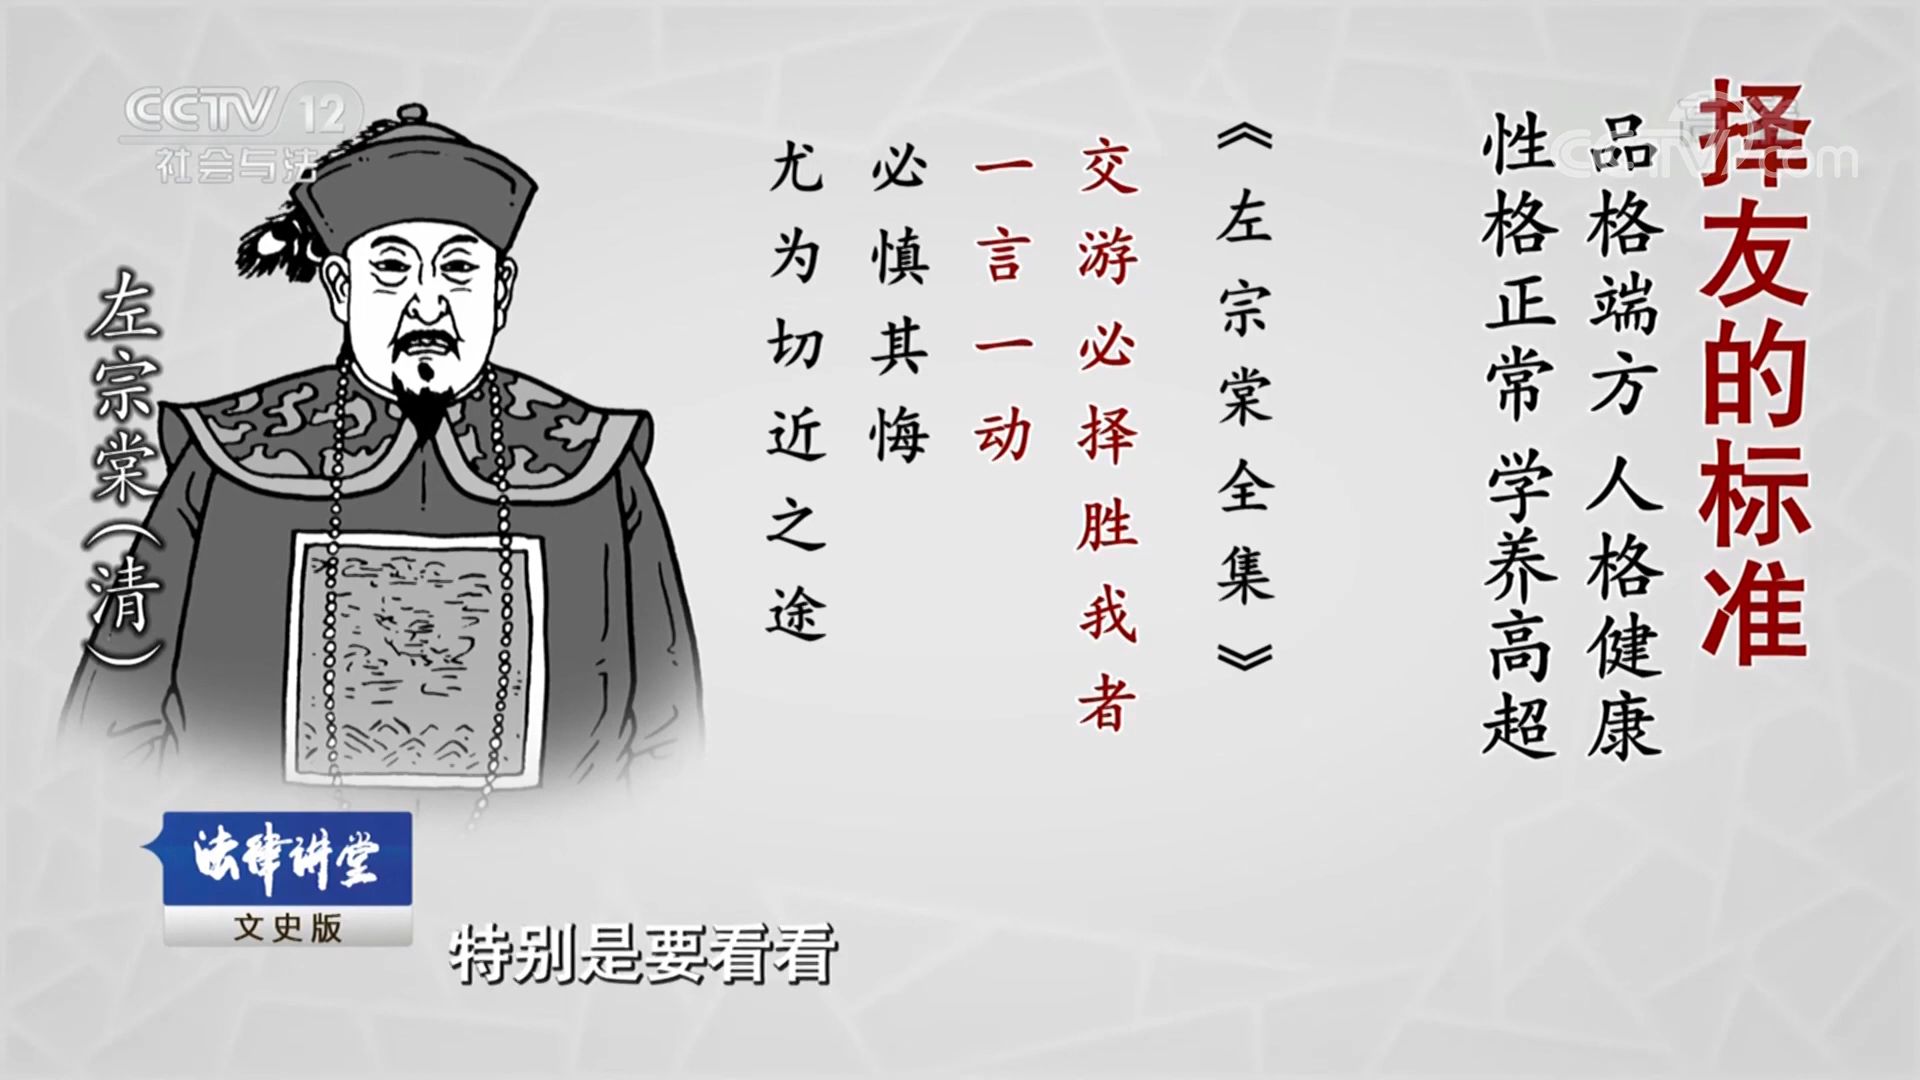 CCTV 12
社会与法
CCTV.com
择友的标准
品格端方 人格健康
性格正常 学养高超
《左宗棠全集》
交游必择胜我者
一言一动
必慎其悔
尤为切近之途
左宗棠（清）
法律讲堂
文史版
特别是要看看